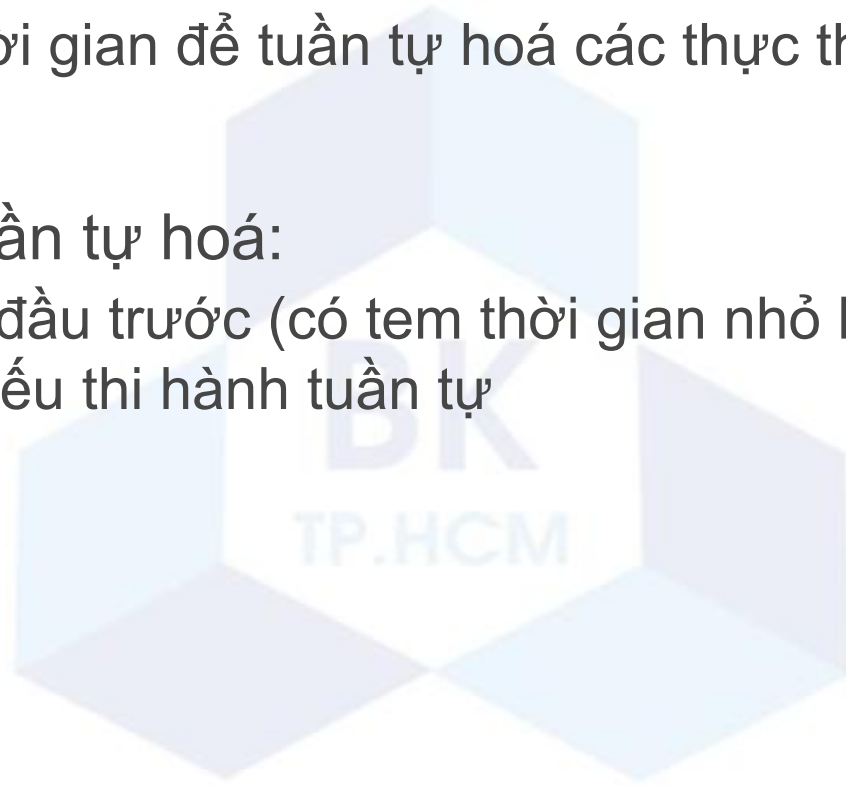 ời gian để tuần tự hoá các thực th
ần tự hoá:
đầu trước (có tem thời gian nhỏ h
ếu thi hành tuần tự
BK
TP.HCM